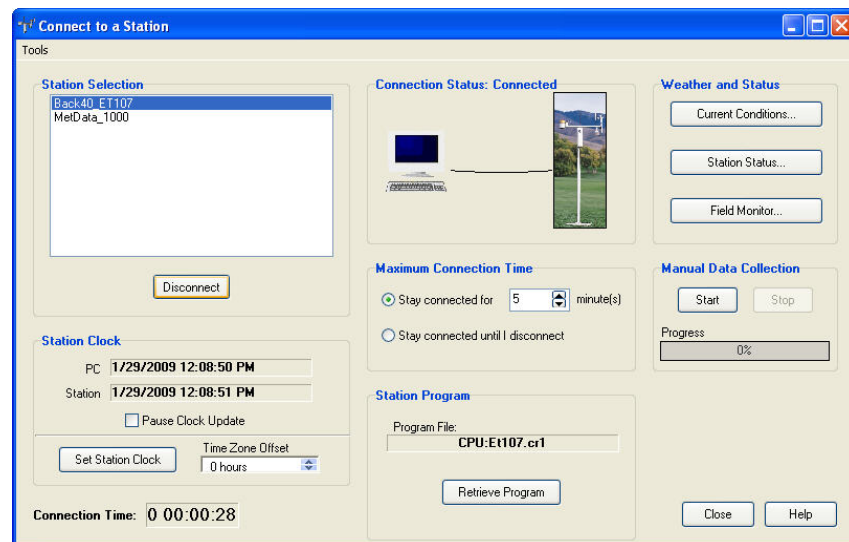 Connect to a Station
Tools
Station Selection
Back40_ET107
MetData_1000
Disconnect
Station Clock
PC 1/29/2009 12:08:50 PM
Station 1/29/2009 12:08:51 PM
Pause Clock Update
Set Station Clock
Time Zone Offset
0 hours
Connection Time: 0 00:00:28
Connection Status: Connected
Maximum Connection Time
Stay connected for 5 minute(s)
Stay connected until I disconnect
Station Program
Program File:
CPU:Et107.cr1
Retrieve Program
Weather and Status
Current Conditions...
Station Status...
Field Monitor...
Manual Data Collection
Start Stop
Progress
0%
Close Help